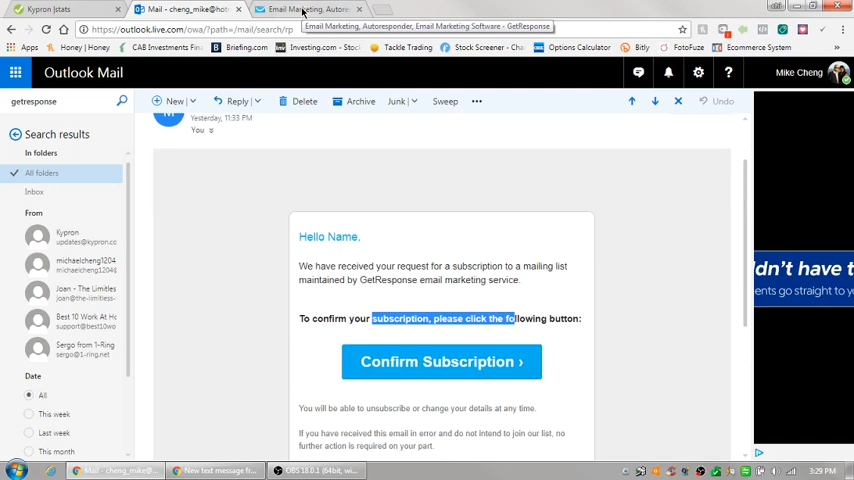 Kypron |stats
Mail - cheng_mike@hot
Email Marketing, Autores
https://outlook.live.com/owa/?path=/mail/search/rp
Email Marketing, Autoresponder, Email Marketing Software - GetResponse
Honey | Honey
CAB Investments Fin
Briefing.com
Investing.com - Stoc
Tackle Trading
Stock Screener - Cha
Options Calculator
Trading
Bitly
FotoFuze
Economic Calendar
Outlook Mail
Mike Cheng
getresponse
New
Reply
Delete
Archive
Junk
Sweep
Undo
Search results
In folders
All folders
Inbox
From
Kypron
updates@kypron.cc
michaelcheng1204
michaelcheng1204
Joan - The Limitless
joan@the-limitless-
Best 10 Work At Ho
support@best10wo
Sergo from 1-Ring
sergo@1-ring.net
Date
All
This week
Last week
This month
Yesterday, 11:33 PM
You
Hello Name,
We have received your request for a subscription to a mailing list
maintained by GetResponse email marketing service.
To confirm your subscription, please click the following button:
Confirm Subscription ›
You will be able to unsubscribe or change your details at any time.
If you have received this email in error and do not intend to join our list, no
further action is required on your part.
dn't have t
ents go straight to y
Mail - cheng_mike@...
New text message fr...
OBS 18.0.1 (64bit, wi...
3:29 PM